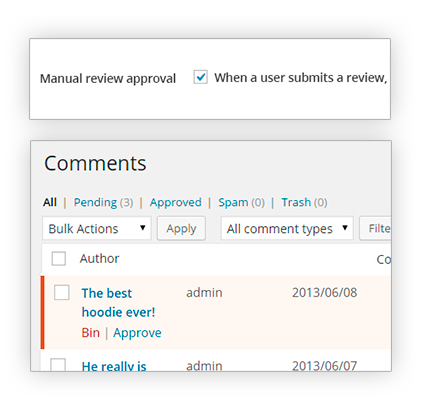 Manual review approval When a user submits a review,
Comments
All | Pending (3) | Approved | Spam (0) | Trash (0)
Bulk Actions Apply All comment types Filte
Author Co
The best admin 2013/06/08
hoodie ever!
Bin | Approve
He really is admin 2013/06/07